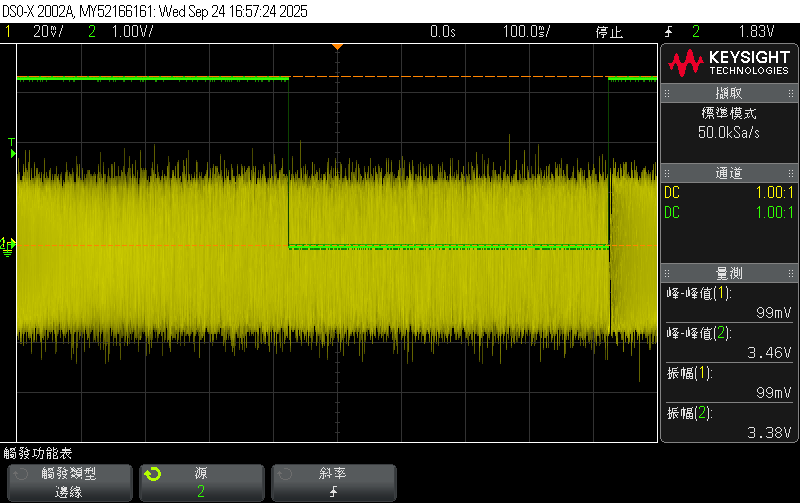 DSO-X 2002A, MY52166161: Wed Sep 24 16:57:24 2025
1 20mV/ 2 1.00V/ 0.0s 100.0ms/ 停止 2 1.83V
KEYSIGHT
TECHNOLOGIES
擷取
標準模式
50.0kSa/s
通道
DC 1.00:1
DC 1.00:1
量測
峰-峰值(1):
99mV
峰-峰值(2):
3.46V
振幅(1):
99mV
振幅(2):
3.38V
觸發功能表
觸發類型
邊緣
源
2
斜率